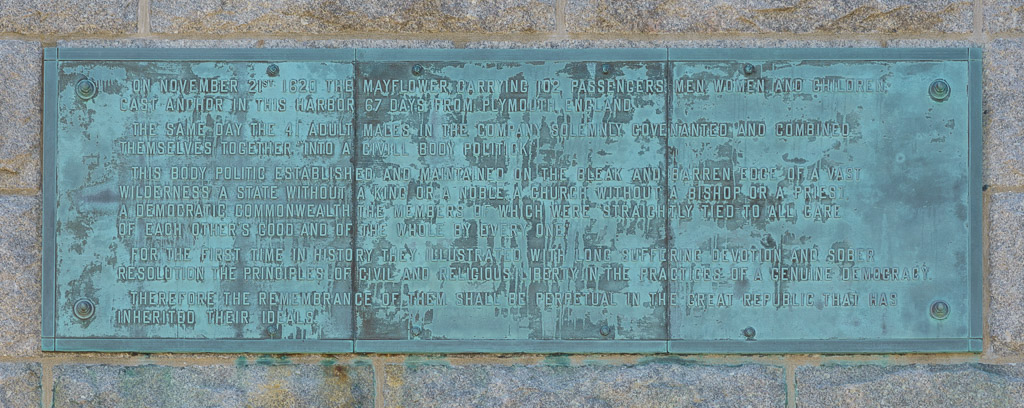 ON NOVEMBER 21ST 1620 THE MAYFLOWER, CARRYING 102 PASSENGERS, MEN, WOMEN AND CHILDREN,
CAST ANCHOR IN THIS HARBOR 67 DAYS FROM PLYMOUTH, ENGLAND.
THE SAME DAY THE 41 ADULT MALES IN THE COMPANY SOLEMNLY COVENANTED AND COMBINED
THEMSELVES TOGETHER INTO A "CIVILL BODY POLITICK".
THIS BODY POLITIC ESTABLISHED AND MAINTAINED ON THE BLEAK AND BARREN EDGE OF A VAST
WILDERNESS A STATE WITHOUT A KING OR A NOBLE, A CHURCH WITHOUT A BISHOP OR A PRIEST,
A DEMOCRATIC COMMONWEALTH THE MEMBERS OF WHICH WERE "STRAIGHTLY TIED TO ALL CARE
OF EACH OTHER'S GOOD AND OF THE WHOLE BY EVERY ONE."
FOR THE FIRST TIME IN HISTORY THEY ILLUSTRATED WITH LONG SUFFERING DEVOTION AND SOBER
RESOLUTION THE PRINCIPLES OF CIVIL AND RELIGIOUS LIBERTY IN THE PRACTICES OF A GENUINE DEMOCRACY.
THEREFORE THE REMEMBRANCE OF THEM SHALL BE PERPETUAL IN THE GREAT REPUBLIC THAT HAS
INHERITED THEIR IDEALS.